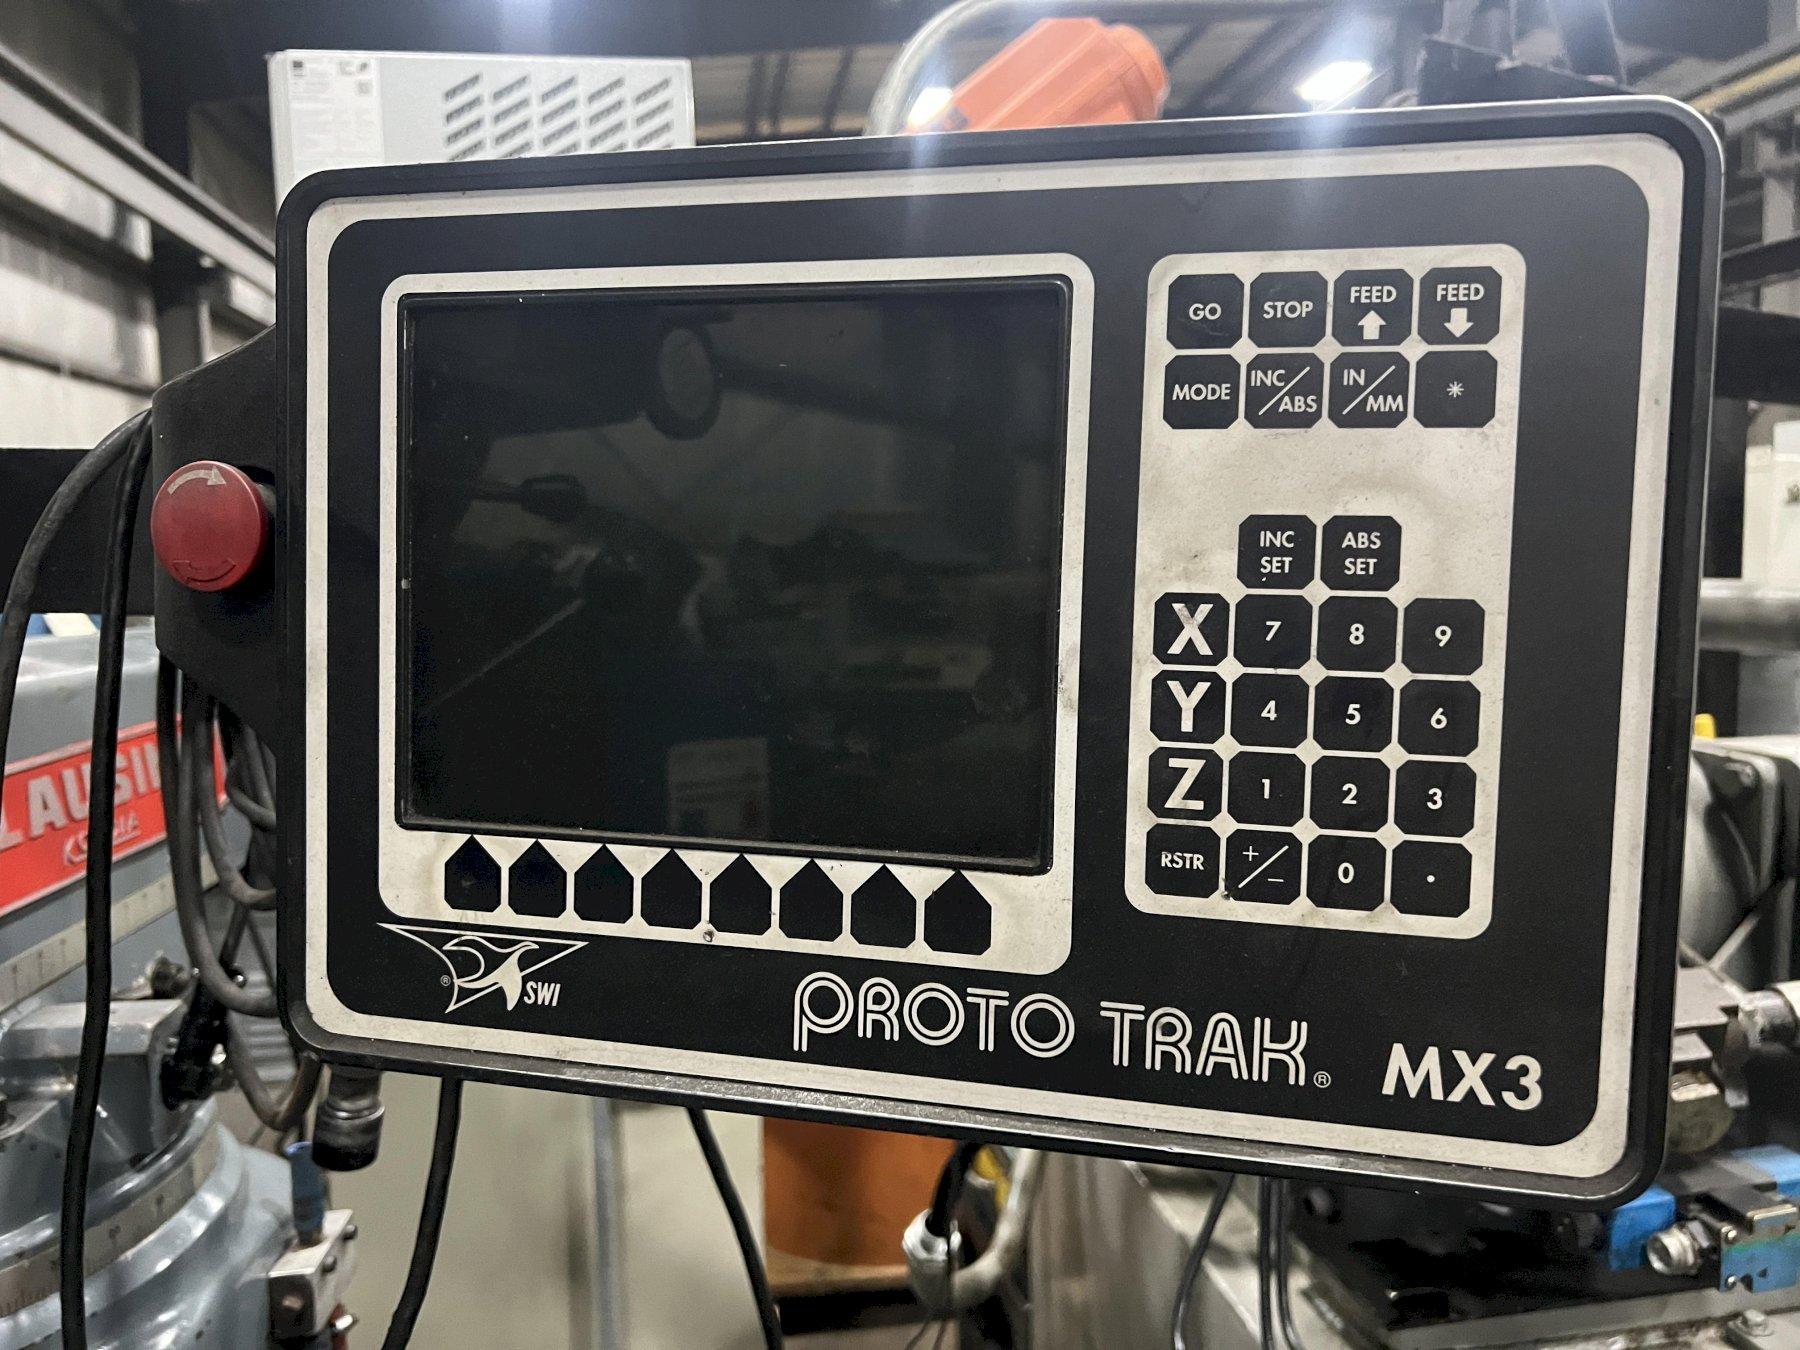 GO
STOP
FEED
FEED
MODE
INC/ABS
IN/MM
*
INC SET
ABS SET
X
7
8
9
Y
4
5
6
Z
1
2
3
RSTR
+/−
0
.
® SWI
PROTO TRAK® MX3
LAUSI